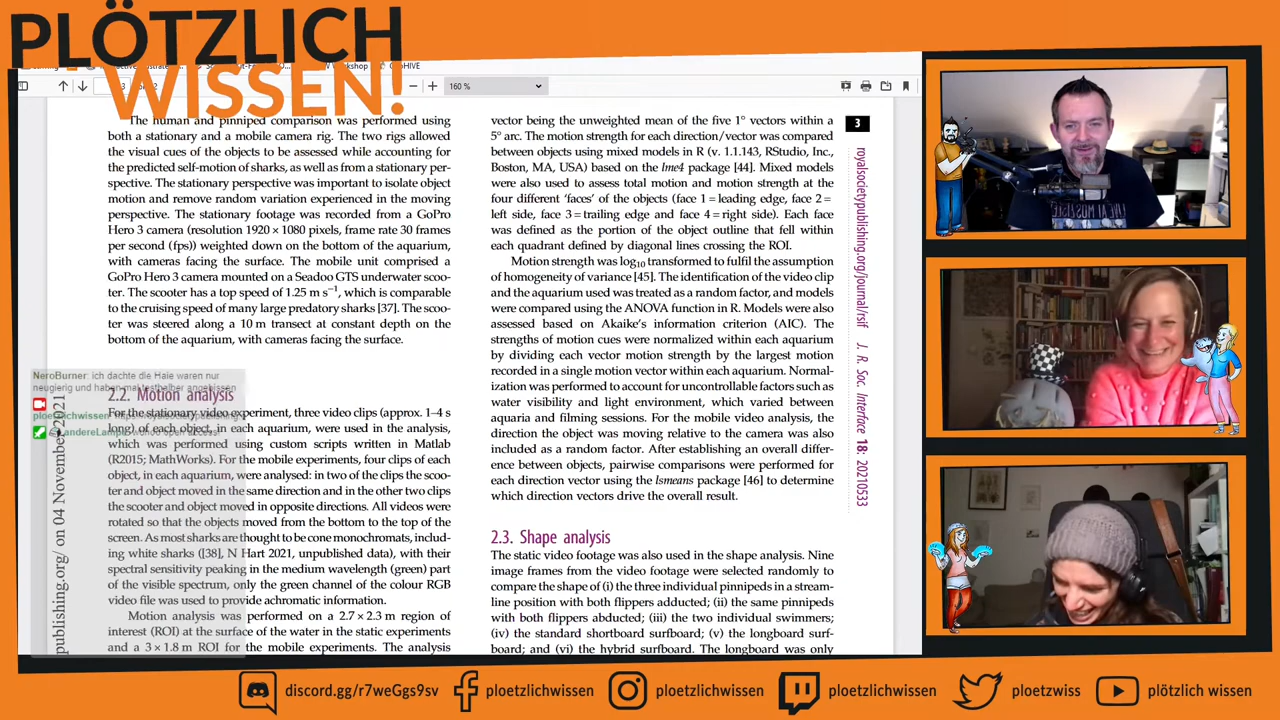 PLÖTZLICH
WISSEN!
160 %
The human and pinniped comparison was performed using
both a stationary and a mobile camera rig. The two rigs allowed
the visual cues of the objects to be assessed while accounting for
the predicted self-motion of sharks, as well as from a stationary per-
spective. The stationary perspective was important to isolate object
motion and remove random variation experienced in the moving
perspective. The stationary footage was recorded from a GoPro
Hero 3 camera (resolution 1920 × 1080 pixels, frame rate 30 frames
per second (fps)) weighted down on the bottom of the aquarium,
with cameras facing the surface. The mobile unit comprised a
GoPro Hero 3 camera mounted on a Seadoo GTS underwater scoo-
ter. The scooter has a top speed of 1.25 m s⁻¹, which is comparable
to the cruising speed of many large predatory sharks [37]. The scoo-
ter was steered along a 10 m transect at constant depth on the
bottom of the aquarium, with cameras facing the surface.
NeroBurner: ich dachte die Haie waren nur
neugierig und haben mal testhalber angebissen
2.2. Motion analysis
ploetzlichwissen:
For the stationary video experiment, three video clips (approx. 1–4 s
long) of each object, in each aquarium, were used in the analysis,
which was performed using custom scripts written in Matlab
(R2015; MathWorks). For the mobile experiments, four clips of each
object, in each aquarium, were analysed: in two of the clips the scoo-
ter and object moved in the same direction and in the other two clips
the scooter and object moved in opposite directions. All videos were
rotated so that the objects moved from the bottom to the top of the
screen. As most sharks are thought to be cone monochromats, includ-
ing white sharks ([38], N Hart 2021, unpublished data), with their
spectral sensitivity peaking in the medium wavelength (green) part
of the visible spectrum, only the green channel of the colour RGB
video file was used to provide achromatic information.
Motion analysis was performed on a 2.7 × 2.3 m region of
interest (ROI) at the surface of the water in the static experiments
and a 3 × 1.8 m ROI for the mobile experiments. The analysis
publishing.org/ on 04 November 2021
vector being the unweighted mean of the five 1° vectors within a
5° arc. The motion strength for each direction/vector was compared
between objects using mixed models in R (v. 1.1.143, RStudio, Inc.,
Boston, MA, USA) based on the lme4 package [44]. Mixed models
were also used to assess total motion and motion strength at the
four different 'faces' of the objects (face 1 = leading edge, face 2 =
left side, face 3 = trailing edge and face 4 = right side). Each face
was defined as the portion of the object outline that fell within
each quadrant defined by diagonal lines crossing the ROI.
Motion strength was log₁₀ transformed to fulfil the assumption
of homogeneity of variance [45]. The identification of the video clip
and the aquarium used was treated as a random factor, and models
were compared using the ANOVA function in R. Models were also
assessed based on Akaike's information criterion (AIC). The
strengths of motion cues were normalized within each aquarium
by dividing each vector motion strength by the largest motion
recorded in a single motion vector within each aquarium. Normal-
ization was performed to account for uncontrollable factors such as
water visibility and light environment, which varied between
aquaria and filming sessions. For the mobile video analysis, the
direction the object was moving relative to the camera was also
included as a random factor. After establishing an overall differ-
ence between objects, pairwise comparisons were performed for
each direction vector using the lsmeans package [46] to determine
which direction vectors drive the overall result.
2.3. Shape analysis
The static video footage was also used in the shape analysis. Nine
image frames from the video footage were selected randomly to
compare the shape of (i) the three individual pinnipeds in a stream-
line position with both flippers adducted; (ii) the same pinnipeds
with both flippers abducted; (iii) the two individual swimmers;
(iv) the standard shortboard surfboard; (v) the longboard surf-
board; and (vi) the hybrid surfboard. The longboard was only
3
royalsocietypublishing.org/journal/rsif J. R. Soc. Interface 18: 20210533
discord.gg/r7weGgs9sv
ploetzlichwissen
ploetzlichwissen
ploetzlichwissen
ploetzwiss
plötzlich wissen